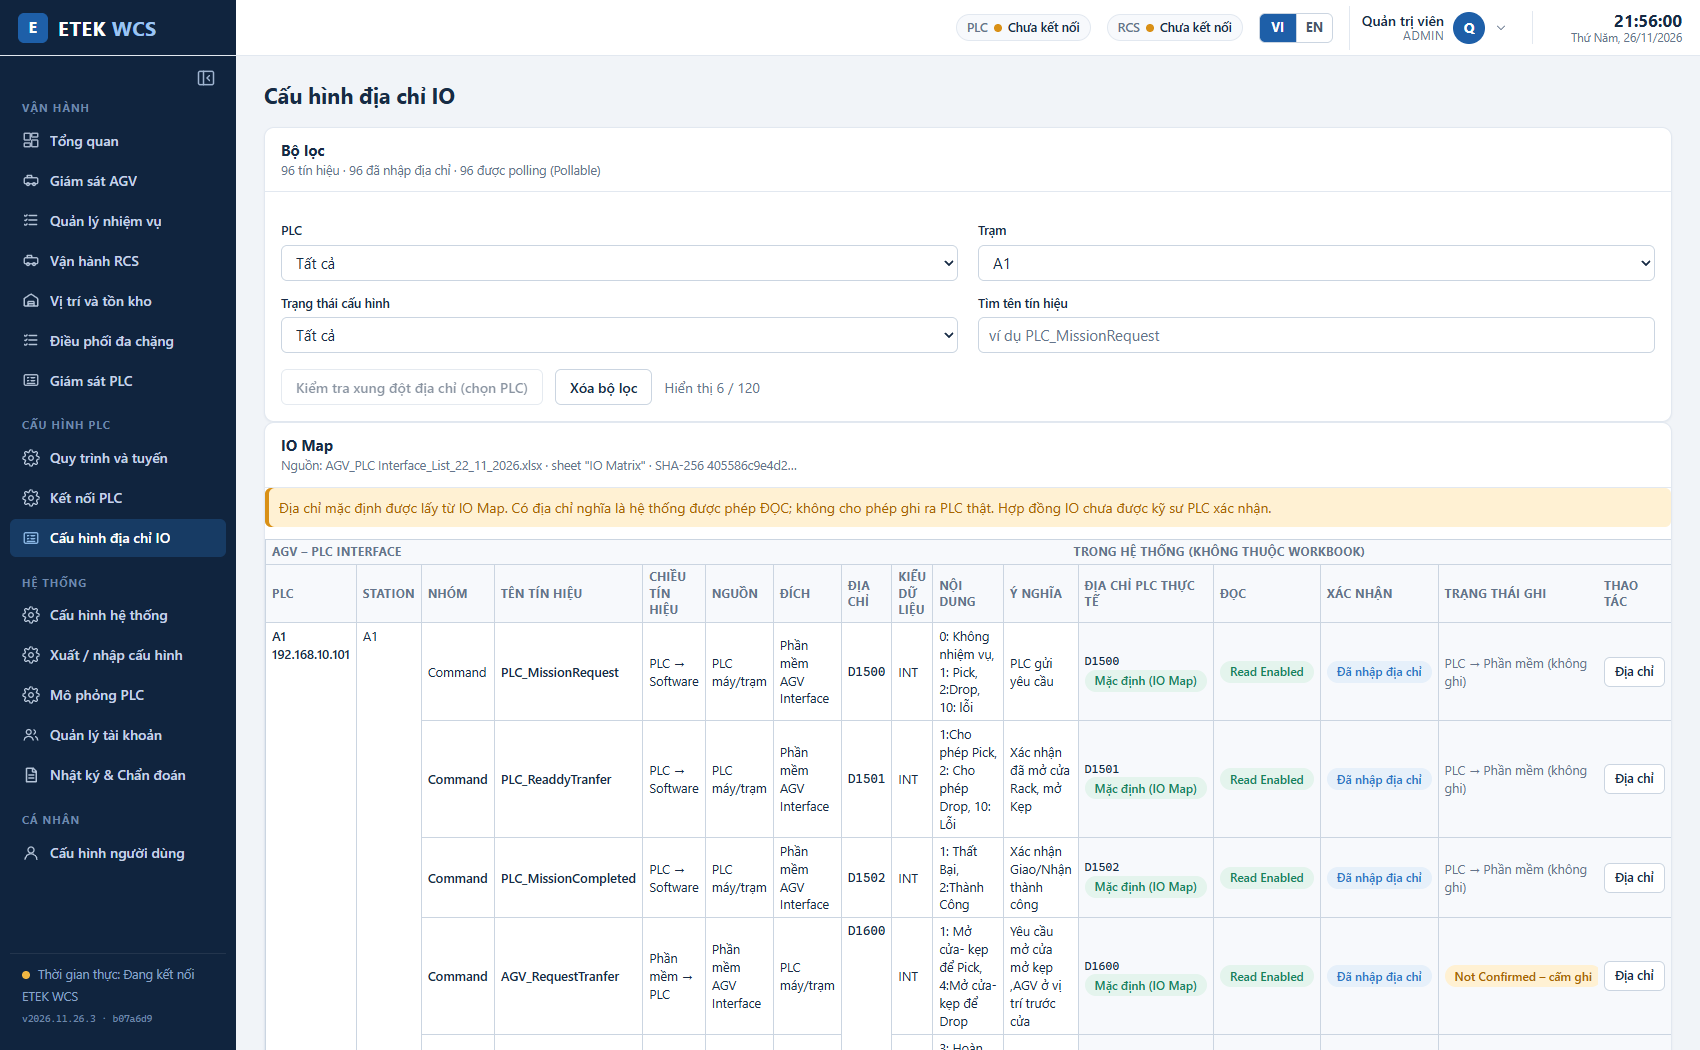 E ETEK WCS
PLC Chưa kết nối
RCS Chưa kết nối
VI EN
Quản trị viên
ADMIN
Q
21:56:00
Thứ Năm, 26/11/2026
VẬN HÀNH
Tổng quan
Giám sát AGV
Quản lý nhiệm vụ
Vận hành RCS
Vị trí và tồn kho
Điều phối đa chặng
Giám sát PLC
CẤU HÌNH PLC
Quy trình và tuyến
Kết nối PLC
Cấu hình địa chỉ IO
HỆ THỐNG
Cấu hình hệ thống
Xuất / nhập cấu hình
Mô phỏng PLC
Quản lý tài khoản
Nhật ký & Chẩn đoán
CÁ NHÂN
Cấu hình người dùng
Thời gian thực: Đang kết nối
ETEK WCS
v2026.11.26.3 · b07a6d9
Cấu hình địa chỉ IO
Bộ lọc
96 tín hiệu · 96 đã nhập địa chỉ · 96 được polling (Pollable)
PLC
Tất cả
Trạm
A1
Trạng thái cấu hình
Tất cả
Tìm tên tín hiệu
ví dụ PLC_MissionRequest
Kiểm tra xung đột địa chỉ (chọn PLC)
Xóa bộ lọc
Hiển thị 6 / 120
IO Map
Nguồn: AGV_PLC Interface_List_22_11_2026.xlsx · sheet "IO Matrix" · SHA-256 405586c9e4d2...
Địa chỉ mặc định được lấy từ IO Map. Có địa chỉ nghĩa là hệ thống được phép ĐỌC; không cho phép ghi ra PLC thật. Hợp đồng IO chưa được kỹ sư PLC xác nhận.
AGV – PLC INTERFACE
TRONG HỆ THỐNG (KHÔNG THUỘC WORKBOOK)
PLC
STATION
NHÓM
TÊN TÍN HIỆU
CHIỀU
TÍN
HIỆU
NGUỒN
ĐÍCH
ĐỊA
CHỈ
KIỂU
DỮ
LIỆU
NỘI
DUNG
Ý NGHĨA
ĐỊA CHỈ PLC THỰC
TẾ
ĐỌC
XÁC NHẬN
TRẠNG THÁI GHI
THAO
TÁC
A1
192.168.10.101
A1
Command
PLC_MissionRequest
PLC →
Software
PLC
máy/trạm
Phần
mềm
AGV
Interface
D1500
INT
0: Không
nhiệm vụ,
1: Pick,
2:Drop,
10: lỗi
PLC gửi
yêu cầu
D1500
Mặc định (IO Map)
Read Enabled
Đã nhập địa chỉ
PLC → Phần mềm (không
ghi)
Địa chỉ
Command
PLC_ReaddyTranfer
PLC →
Software
PLC
máy/trạm
Phần
mềm
AGV
Interface
D1501
INT
1:Cho
phép Pick,
2: Cho
phép
Drop, 10:
Lỗi
Xác nhận
đã mở cửa
Rack, mở
Kẹp
D1501
Mặc định (IO Map)
Read Enabled
Đã nhập địa chỉ
PLC → Phần mềm (không
ghi)
Địa chỉ
Command
PLC_MissionCompleted
PLC →
Software
PLC
máy/trạm
Phần
mềm
AGV
Interface
D1502
INT
1: Thất
Bại,
2:Thành
Công
Xác nhận
Giao/Nhận
thành
công
D1502
Mặc định (IO Map)
Read Enabled
Đã nhập địa chỉ
PLC → Phần mềm (không
ghi)
Địa chỉ
Command
AGV_RequestTranfer
Phần
mềm →
PLC
Phần
mềm
AGV
Interface
PLC
máy/trạm
D1600
INT
1: Mở
cửa- kẹp
để Pick,
4:Mở cửa-
kẹp để
Drop
Yêu cầu
mở cửa
mở kẹp
,AGV ở vị
trí trước
cửa
D1600
Mặc định (IO Map)
Read Enabled
Đã nhập địa chỉ
Not Confirmed – cấm ghi
Địa chỉ
3: Hoàn